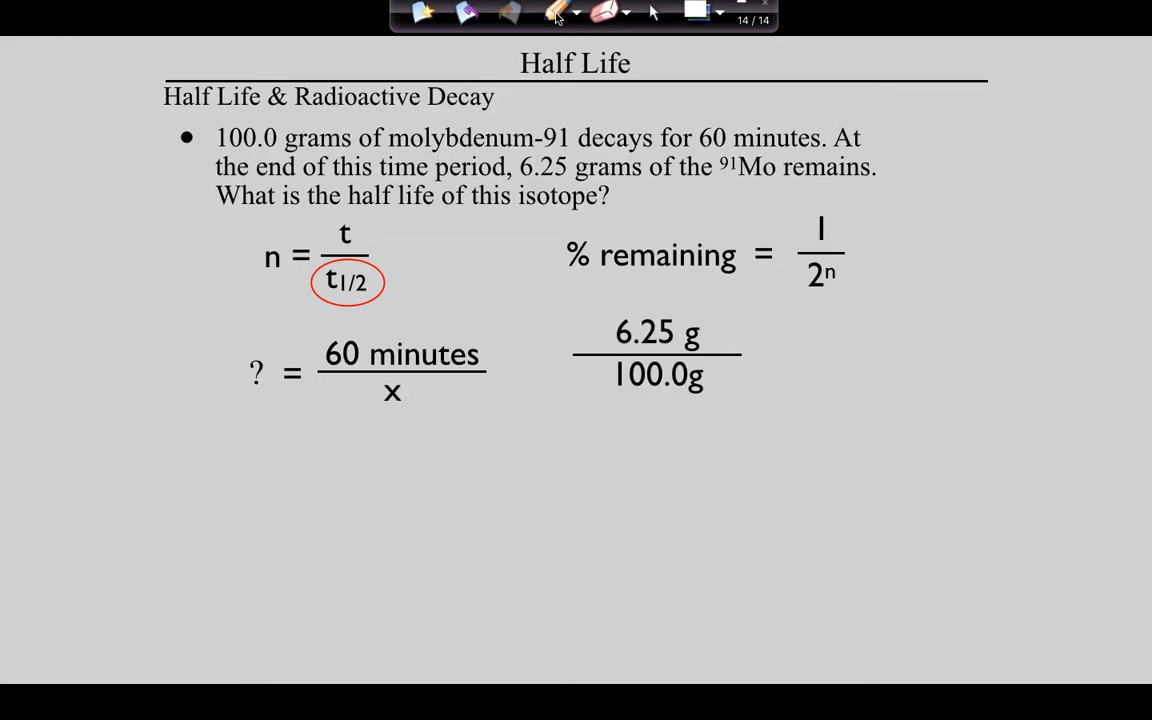 14 / 14
Half Life
Half Life & Radioactive Decay
• 100.0 grams of molybdenum-91 decays for 60 minutes. At
the end of this time period, 6.25 grams of the ⁹¹Mo remains.
What is the half life of this isotope?
n = t / t1/2
% remaining = 1 / 2ⁿ
? = 60 minutes / x
6.25 g / 100.0g